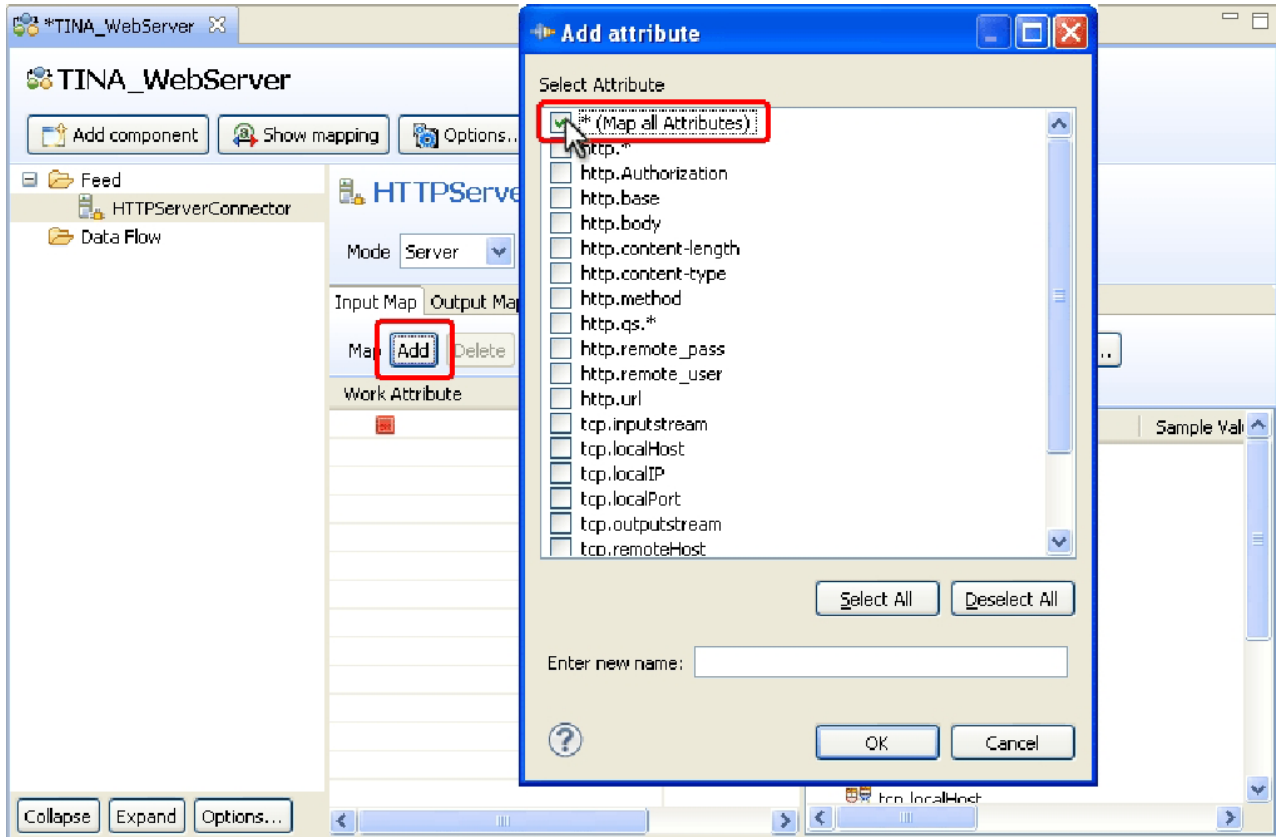 *TINA_WebServer
TINA_WebServer
Add component
Show mapping
Options...
Feed
HTTPServerConnector
Data Flow
HTTPServe
Mode
Server
Input Map
Output Map
Map
Add
Delete
Work Attribute
Add attribute
Select Attribute
* (Map all Attributes)
http.*
http.Authorization
http.base
http.body
http.content-length
http.content-type
http.method
http.qs.*
http.remote_pass
http.remote_user
http.url
tcp.inputstream
tcp.localHost
tcp.localIP
tcp.localPort
tcp.outputstream
tcp.remoteHost
Select All
Deselect All
Enter new name:
OK
Cancel
Sample Val
tcp.localHost
Collapse
Expand
Options...